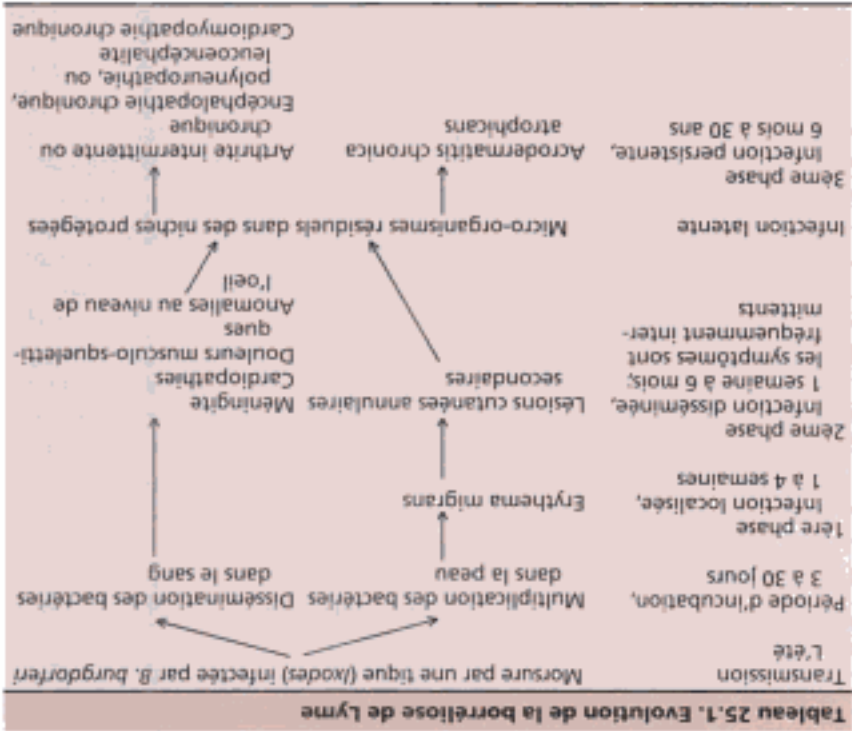 Tableau 25.1. Evolution de la borréliose de Lyme
Transmission
L'été
Morsure par une tique (Ixodes) infectée par B. burgdorferi
Période d'incubation,
3 à 30 jours
Multiplication des bactéries
dans la peau
Dissémination des bactéries
dans le sang
1ère phase
Infection localisée,
1 à 4 semaines
Erythema migrans
2ème phase
Infection disséminée,
1 semaine à 6 mois;
les symptômes sont
fréquemment inter-
mittents
Lésions cutanées annulaires
secondaires
Méningite
Cardiopathies
Douleurs musculo-squeletti-
ques
Anomalies au niveau de
l'oeil
Infection latente
Micro-organismes résiduels dans des niches protégées
3ème phase
Infection persistente,
6 mois à 30 ans
Acrodermatitis chronica
atrophicans
Arthrite intermittente ou
chronique
Encéphalopathie chronique,
polyneuropathie, ou
leucoencéphalite
Cardiomyopathie chronique